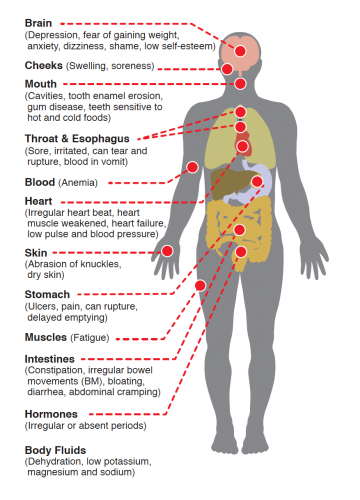 Brain
(Depression, fear of gaining weight,
anxiety, dizziness, shame, low self-esteem)
Cheeks (Swelling, soreness)
Mouth
(Cavities, tooth enamel erosion,
gum disease, teeth sensitive to
hot and cold foods)
Throat & Esophagus
(Sore, irritated, can tear and
rupture, blood in vomit)
Blood (Anemia)
Heart
(Irregular heart beat, heart
muscle weakened, heart failure,
low pulse and blood pressure)
Skin
(Abrasion of knuckles,
dry skin)
Stomach
(Ulcers, pain, can rupture,
delayed emptying)
Muscles (Fatigue)
Intestines
(Constipation, irregular bowel
movements (BM), bloating,
diarrhea, abdominal cramping)
Hormones
(Irregular or absent periods)
Body Fluids
(Dehydration, low potassium,
magnesium and sodium)